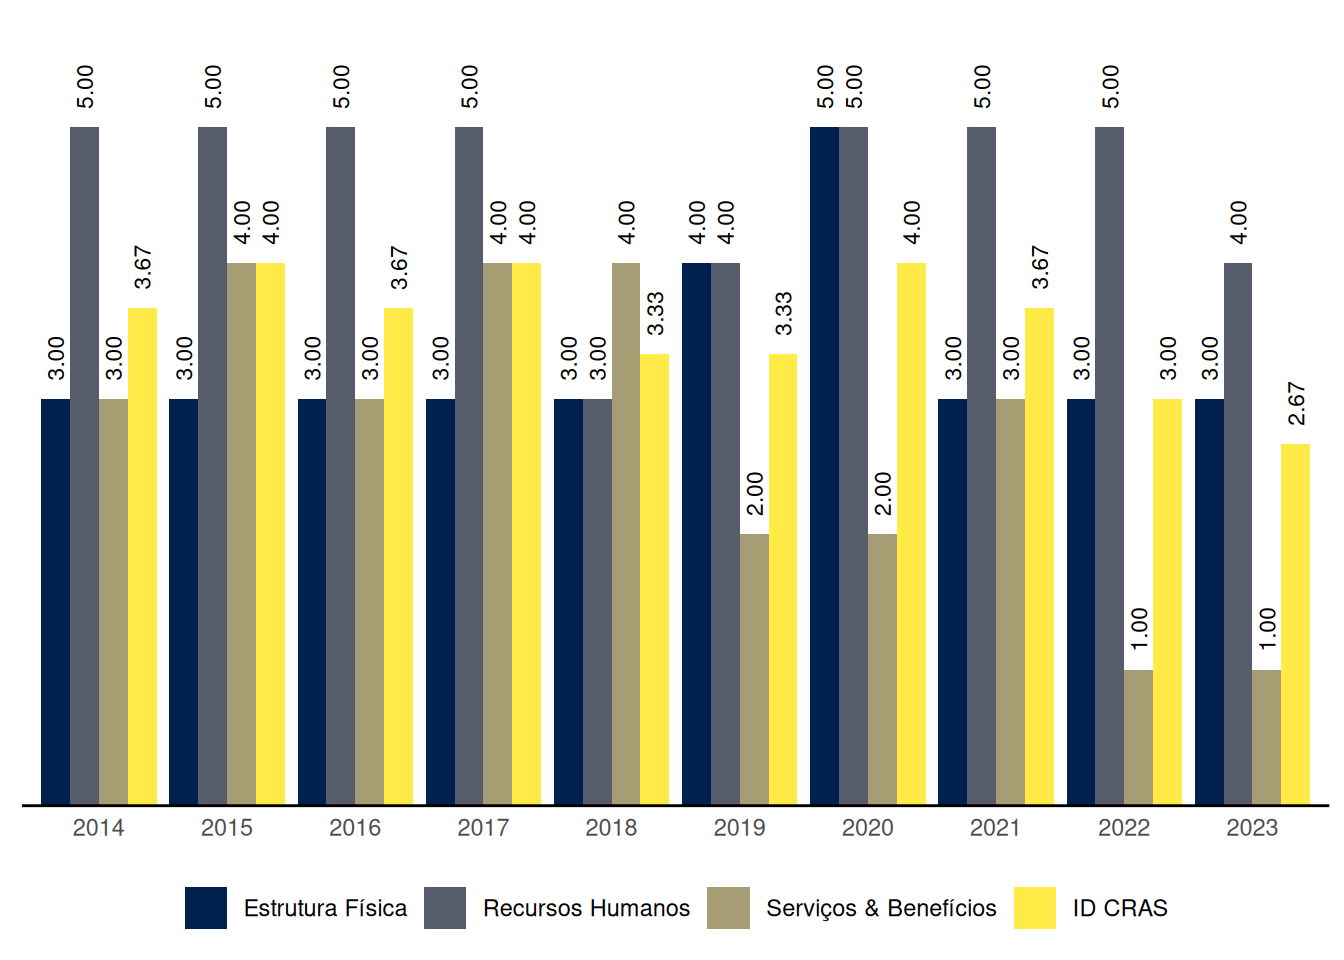 5.00 5.00 5.00 5.00 5.00 5.00 5.00 5.00
4.00 4.00 4.00 4.00 4.00 4.00 4.00 4.00 4.00
3.67 3.67 3.67
3.33 3.33
3.00 3.00 3.00 3.00 3.00 3.00 3.00 3.00 3.00 3.00 3.00 3.00 3.00
2.67
2.00 2.00
1.00 1.00
2014 2015 2016 2017 2018 2019 2020 2021 2022 2023
Estrutura Física Recursos Humanos Serviços & Benefícios ID CRAS